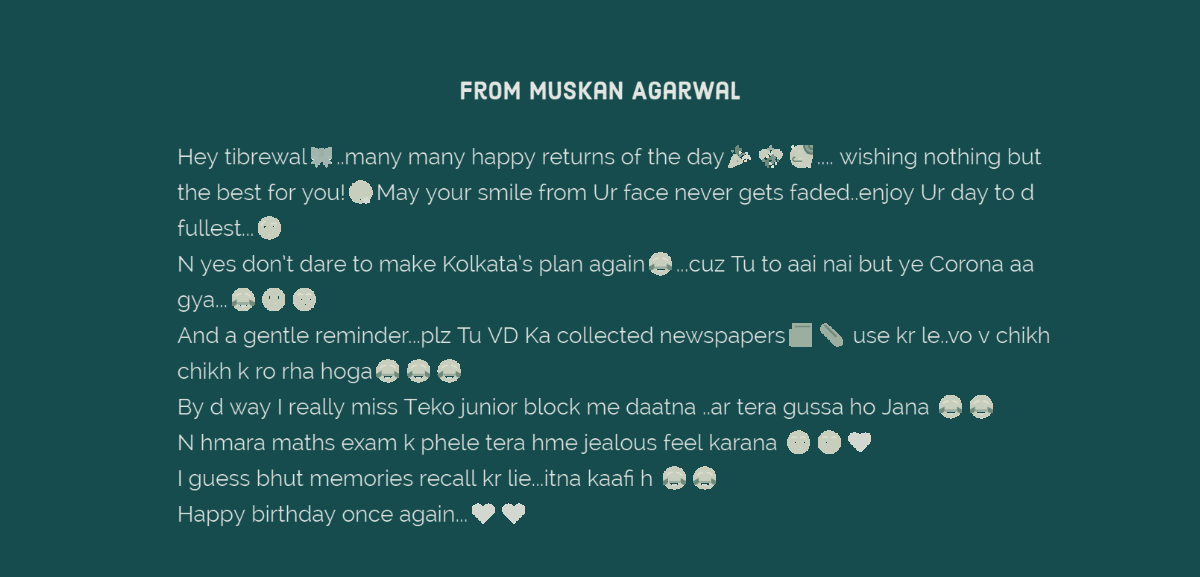 FROM MUSKAN AGARWAL
Hey tibrewal ..many many happy returns of the day .... wishing nothing but
the best for you! May your smile from Ur face never gets faded..enjoy Ur day to d
fullest...
N yes don't dare to make Kolkata's plan again 😂...cuz Tu to aai nai but ye Corona aa
gya...😂
And a gentle reminder...plz Tu VD Ka collected newspapers use kr le..vo v chikh
chikh k ro rha hoga😂😂😂
By d way I really miss Teko junior block me daatna ..ar tera gussa ho Jana 😂😂
N hmara maths exam k phele tera hme jealous feel karana ❤
I guess bhut memories recall kr lie...itna kaafi h 😂😂
Happy birthday once again...❤❤